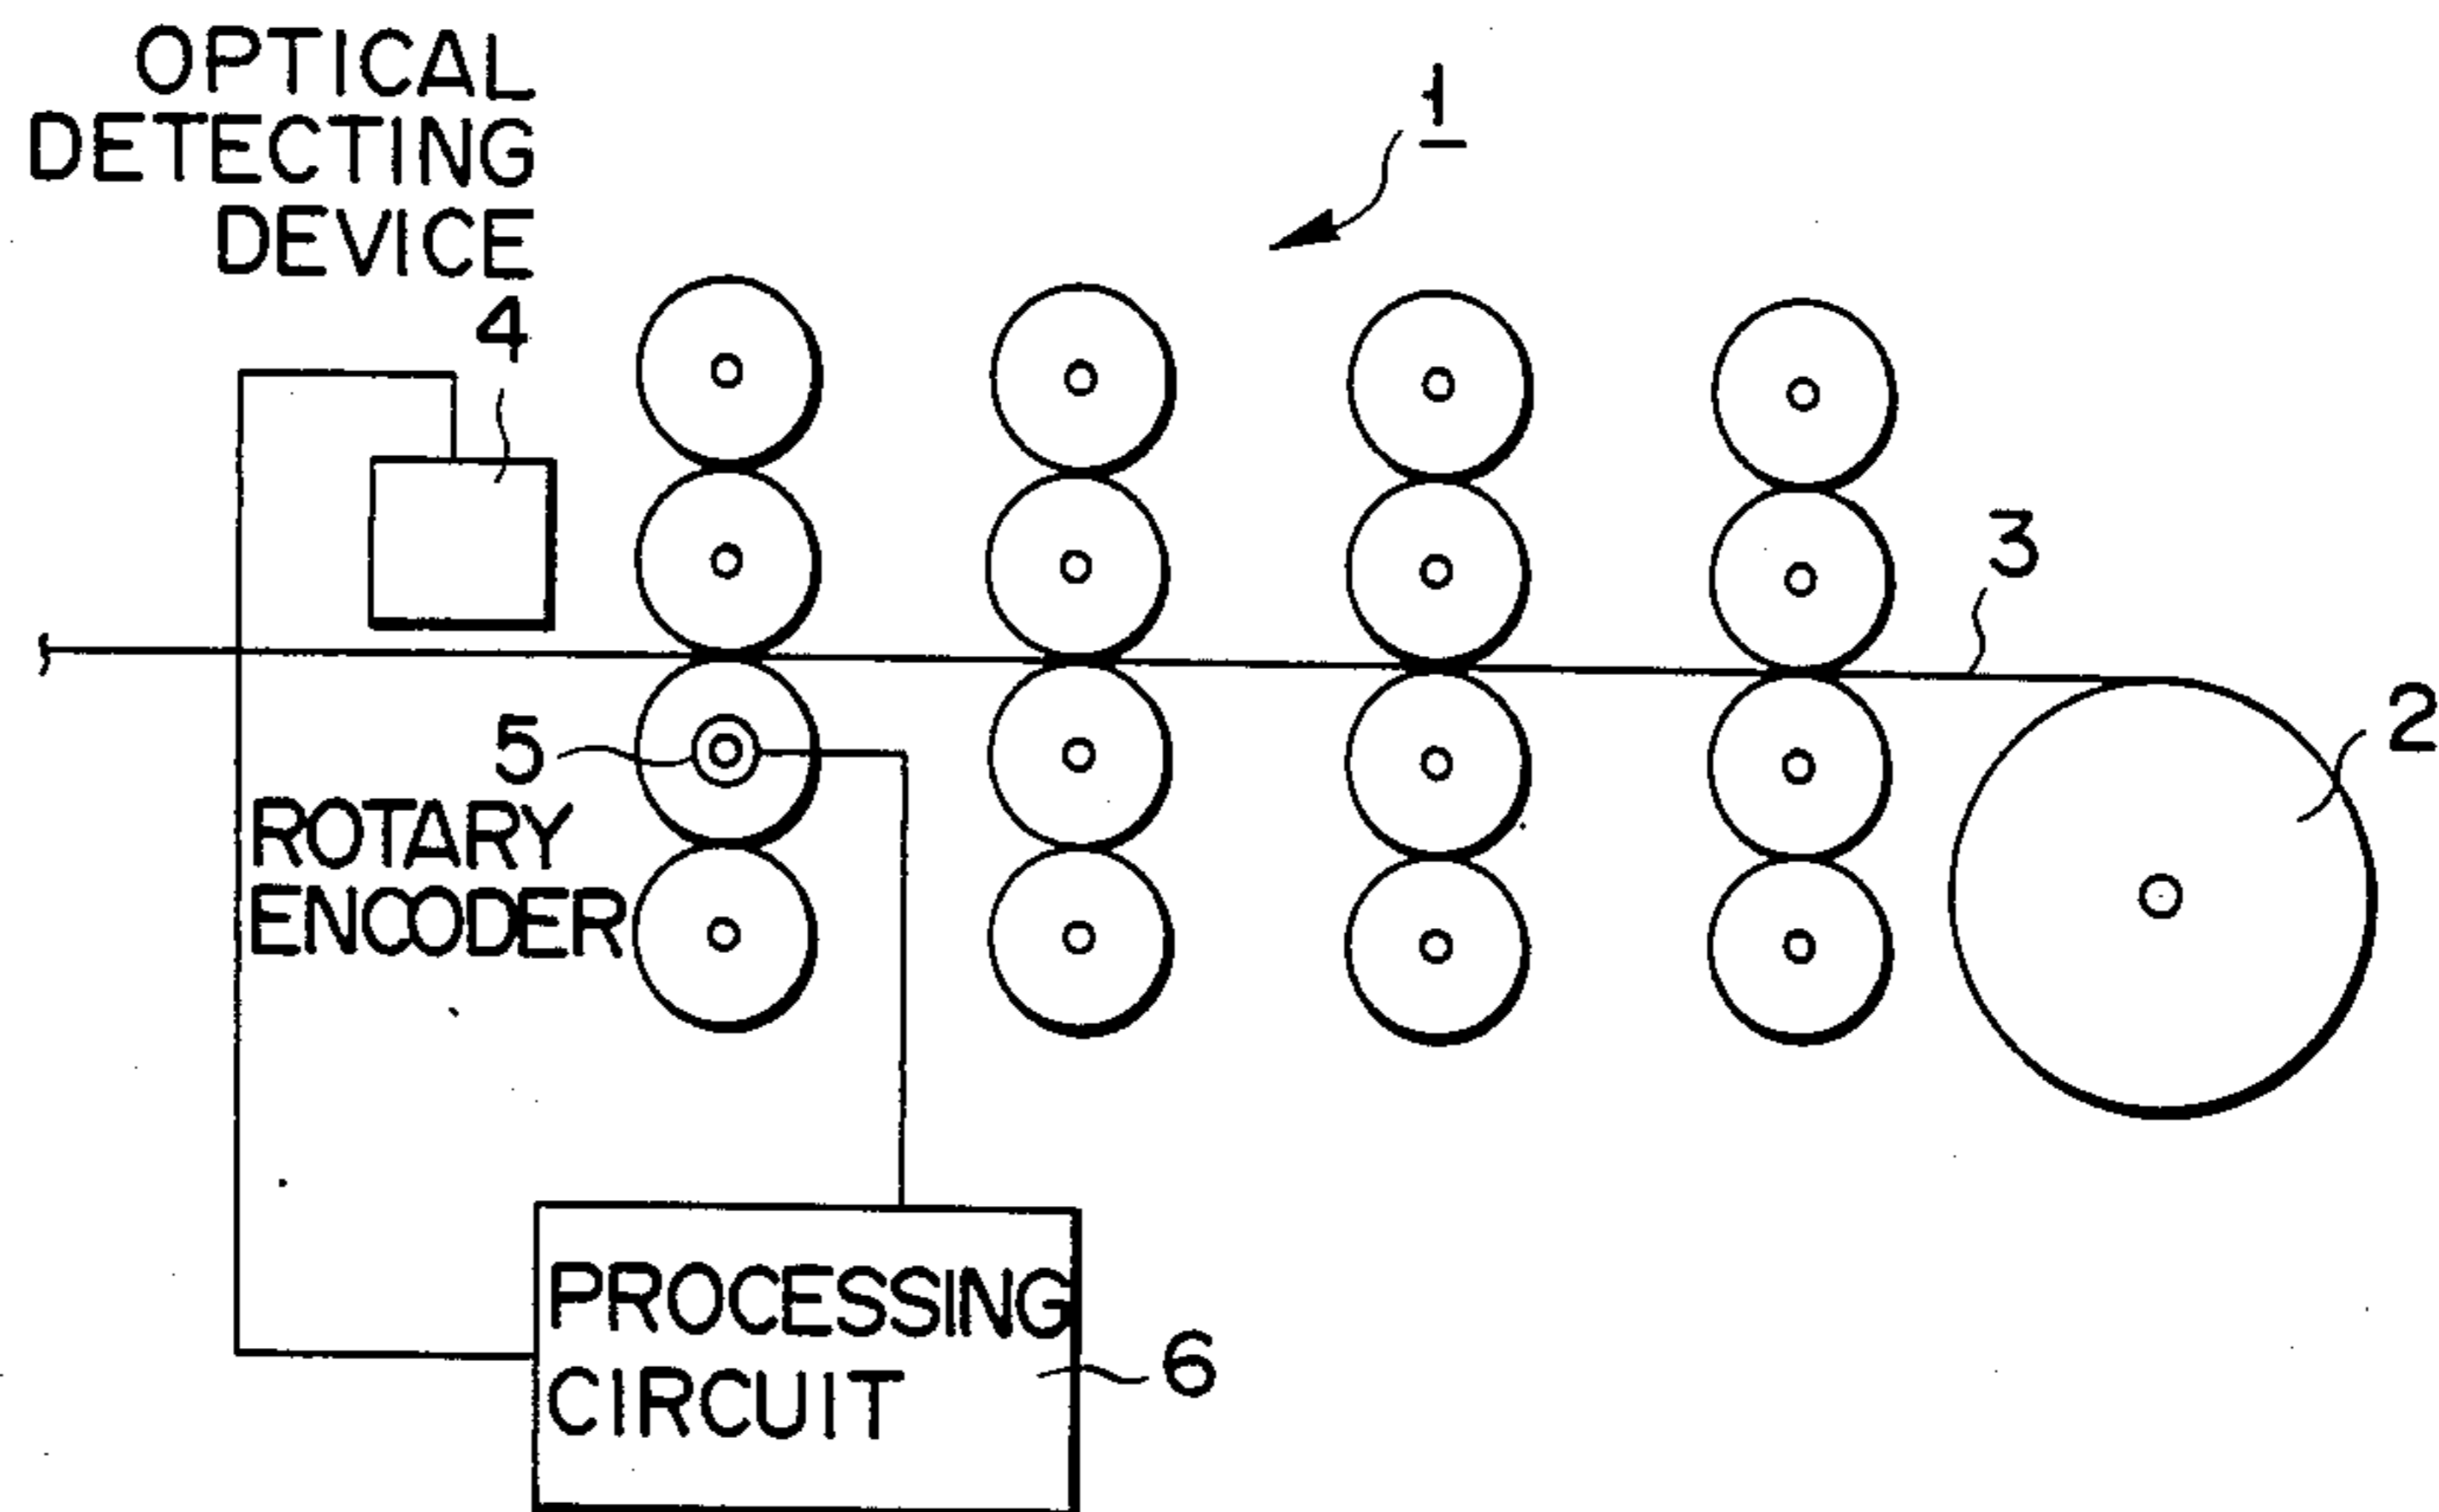 OPTICAL
DETECTING
DEVICE
4
1
3
2
5
ROTARY
ENCODER
PROCESSING
CIRCUIT
6